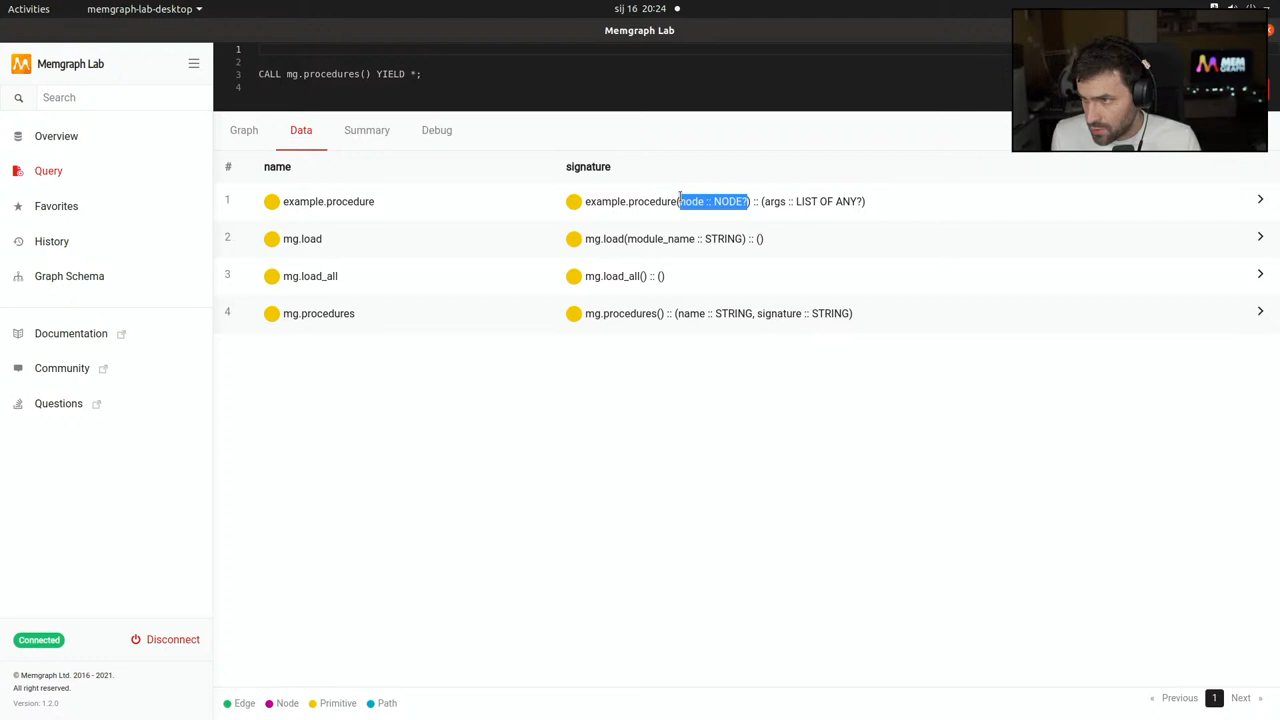 Activities
memgraph-lab-desktop
sij 16 20:24
Memgraph Lab
Memgraph Lab
Search
Overview
Query
Favorites
History
Graph Schema
Documentation
Community
Questions
Connected
Disconnect
© Memgraph Ltd. 2016 - 2021.
All right reserved.
Version: 1.2.0
1
2
3 CALL mg.procedures() YIELD *;
4
Graph Data Summary Debug
# name signature
1 example.procedure example.procedure(node :: NODE?) :: (args :: LIST OF ANY?)
2 mg.load mg.load(module_name :: STRING) :: ()
3 mg.load_all mg.load_all() :: ()
4 mg.procedures mg.procedures() :: (name :: STRING, signature :: STRING)
Edge Node Primitive Path
« Previous 1 Next »
MEM
GRAPH